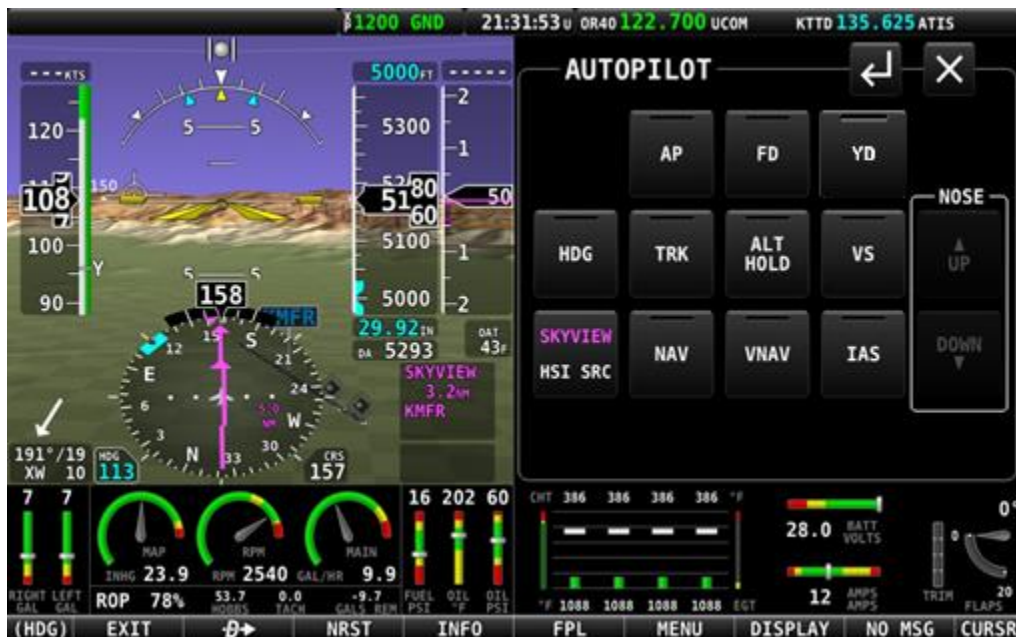 1200 GND 21:31:53U OR40 122.700 UCOM KTTD 135.625 ATIS
---KTS
5000FT -----
AUTOPILOT
120
5 5
5300
2
1
AP FD YD
150
108
5180
60
50
NOSE
100
5100
1
HDG TRK ALT HOLD VS
UP
Y
5 5
90
158
KMFR
5000
2
29.92IN
OAT
43F
DA 5293
SKYVIEW
HSI SRC
NAV VNAV IAS
DOWN
12 15 S 21
E 24
6 W
3 N 33 30
SKYVIEW
3.2NM
KMFR
5.0
NM
191°/19
XW 10
HDG
113
CRS
157
7 7
16 202 60
CHT 386 386 386 386 °F
0°
28.0 BATT VOLTS
MAP RPM MAIN
INHG 23.9 RPM 2540 GAL/HR 9.9
ROP 78% 53.7 HOBBS 0.0 TACH -9.7 GALS REM
RIGHT GAL LEFT GAL
FUEL PSI OIL °F OIL PSI
°F 1088 1088 1088 1088 EGT
12 AMPS AMPS
TRIM
0
20
FLAPS
(HDG) EXIT D NRST INFO FPL MENU DISPLAY NO MSG CURSR